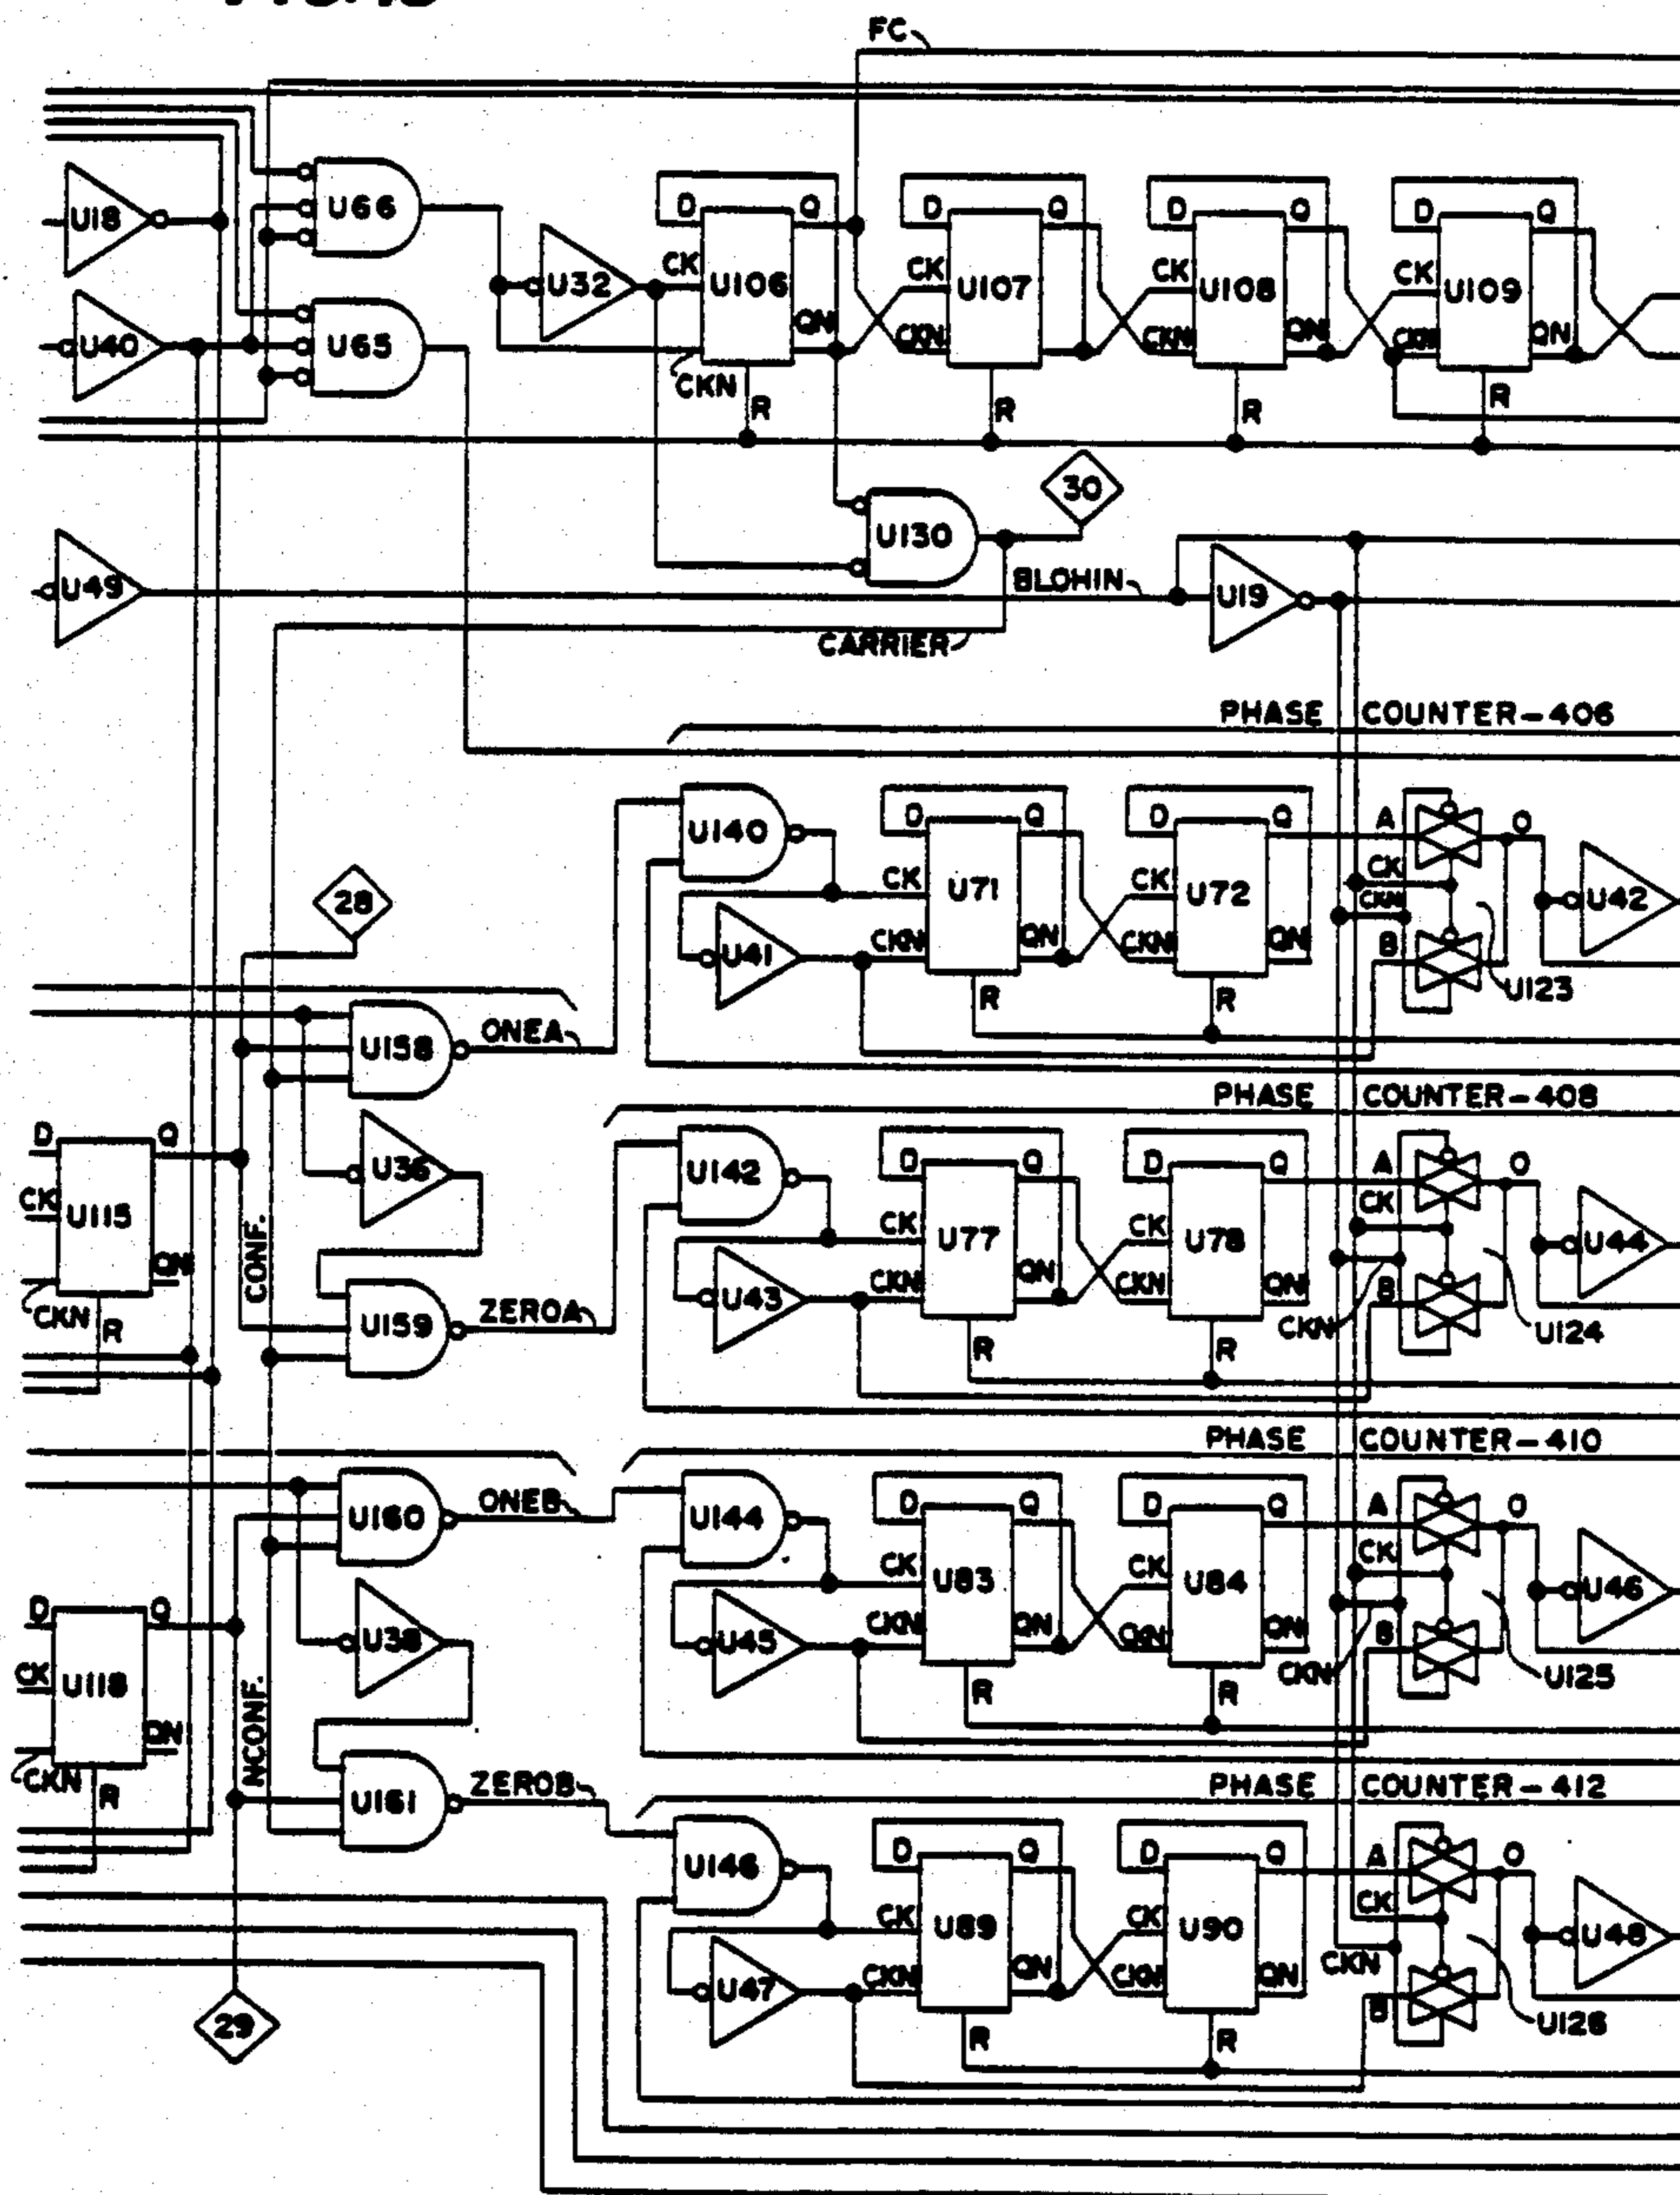 FC
U18
U66
D Q
D Q
D Q
D Q
U32
CK U106
CK U107
CK U108
CK U109
U40
U65
QN
CKN
CKN QN
CKN QN
CKN
R
R
R
R
30
U130
U49
BLOHIN
U19
CARRIER
PHASE COUNTER-406
U140
D Q
D Q
A O
28
CK U71
CK U72
CK
CKN
U42
U41
CKN QN
CKN QN
B
U123
R
R
U158
ONEA
PHASE COUNTER-408
D Q
U36
U142
D Q
D Q
A O
CK U115
CK
CONF.
CK U77
CK U78
U44
QN
U43
CKN QN
CKN QN
B
CKN R
U159
ZEROA
CKN
U124
R
R
PHASE COUNTER-410
U160
ONEB
U144
D Q
D Q
A O
CK
CK U83
CK U84
U46
D Q
U38
U45
CKN QN
CKN QN
B
CK U118
CKN
U125
NCONF.
R
R
QN
CKN R
U161
ZEROB
PHASE COUNTER-412
U146
D Q
D Q
A O
CK
CK U89
CK U90
U48
U47
CKN QN
CKN QN
CKN
B
U126
29
R
R